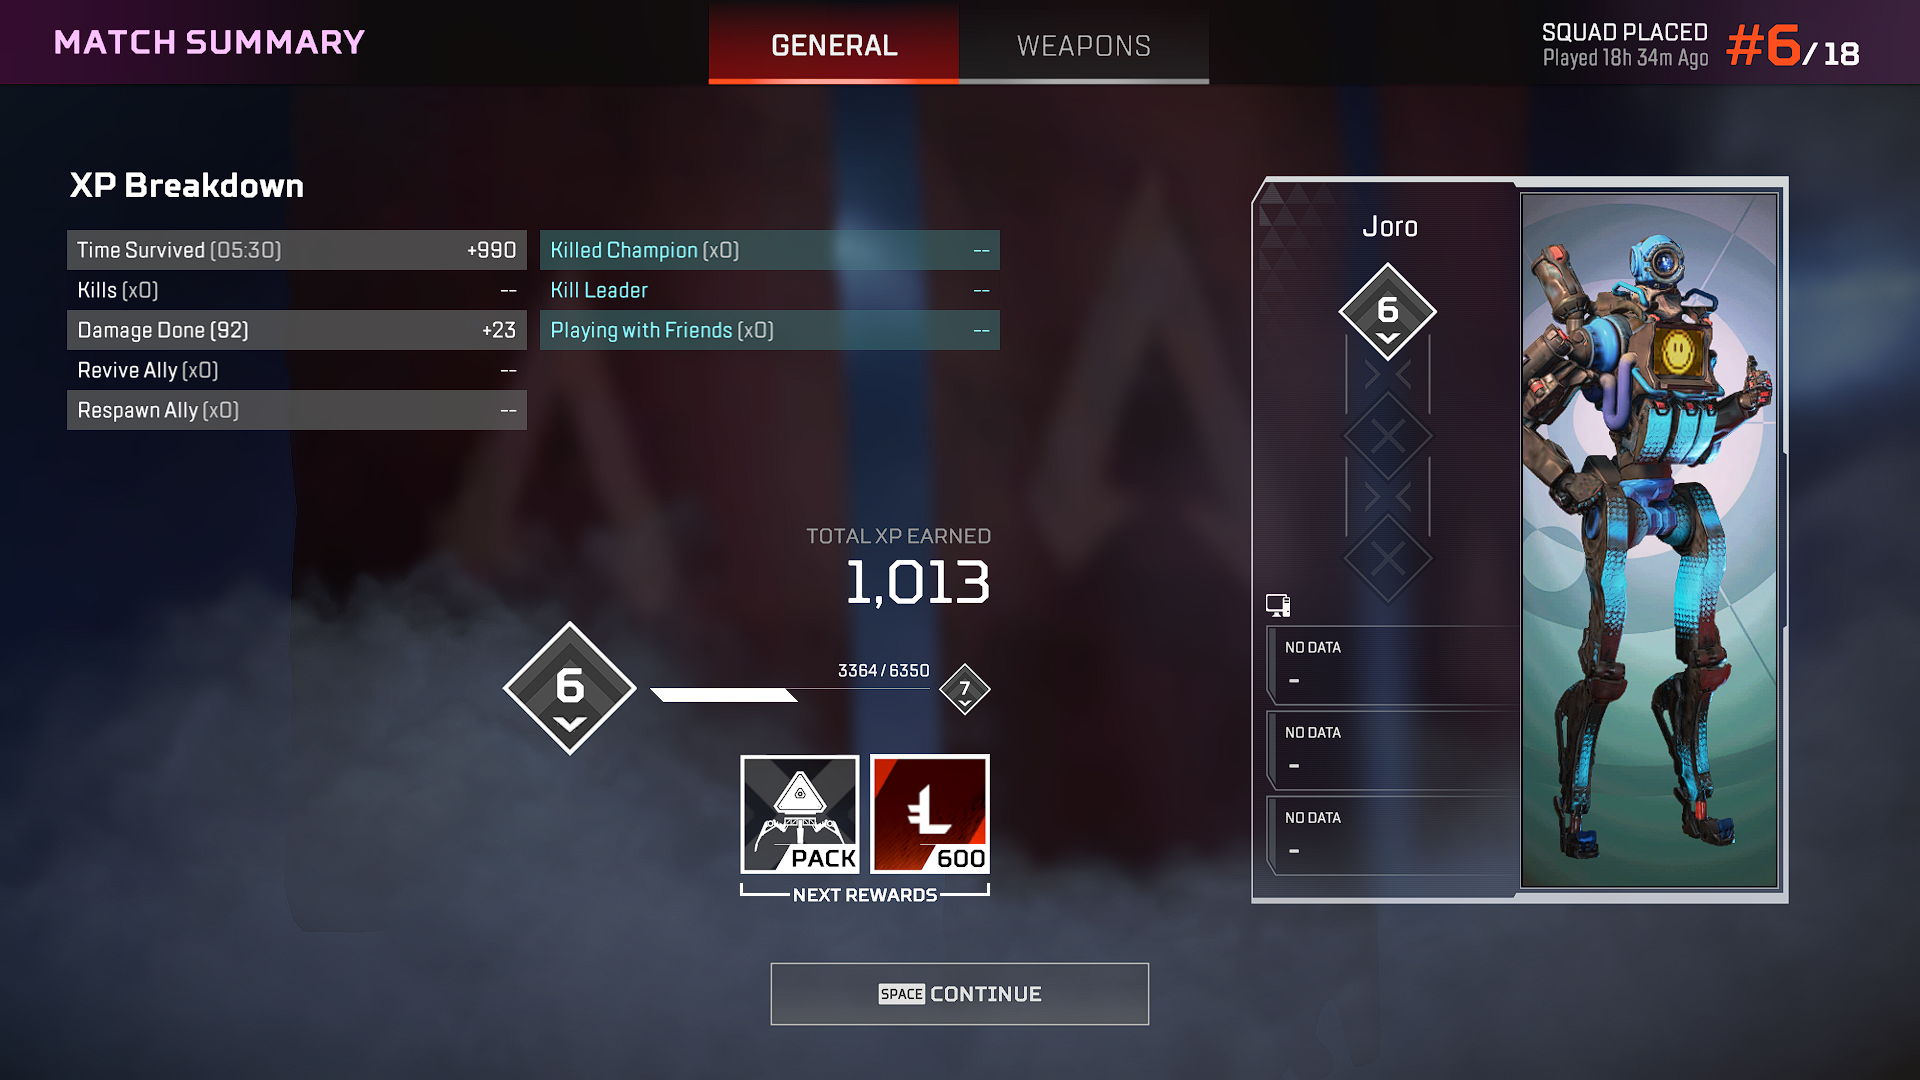 MATCH SUMMARY
GENERAL
WEAPONS
SQUAD PLACED
Played 18h 34m Ago
#6/18
XP Breakdown
Time Survived (05:30) +990
Kills (x0) --
Damage Done (92) +23
Revive Ally (x0) --
Respawn Ally (x0) --
Killed Champion (x0) --
Kill Leader --
Playing with Friends (x0) --
TOTAL XP EARNED
1,013
6
3364/6350
7
PACK
600
NEXT REWARDS
Joro
6
NO DATA
-
NO DATA
-
NO DATA
-
SPACE CONTINUE